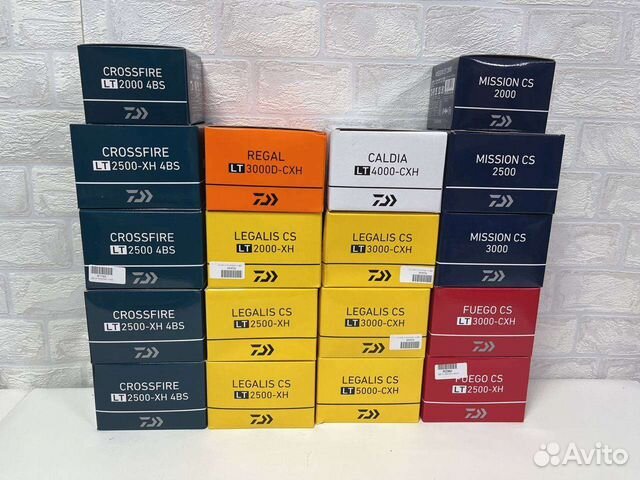 CROSSFIRE
LT 2000 4BS
MISSION CS
2000
CROSSFIRE
LT 2500-XH 4BS
REGAL
LT 3000D-CXH
CALDIA
LT 4000-CXH
MISSION CS
2500
CROSSFIRE
LT 2500 4BS
LEGALIS CS
LT 2000-XH
LEGALIS CS
LT 3000-CXH
MISSION CS
3000
CROSSFIRE
LT 2500-XH 4BS
LEGALIS CS
LT 2500-XH
LEGALIS CS
LT 3000-CXH
FUEGO CS
LT 3000-CXH
CROSSFIRE
LT 2500-XH 4BS
LEGALIS CS
LT 2500-XH
LEGALIS CS
LT 5000-CXH
FUEGO CS
LT 2500-XH
Avito